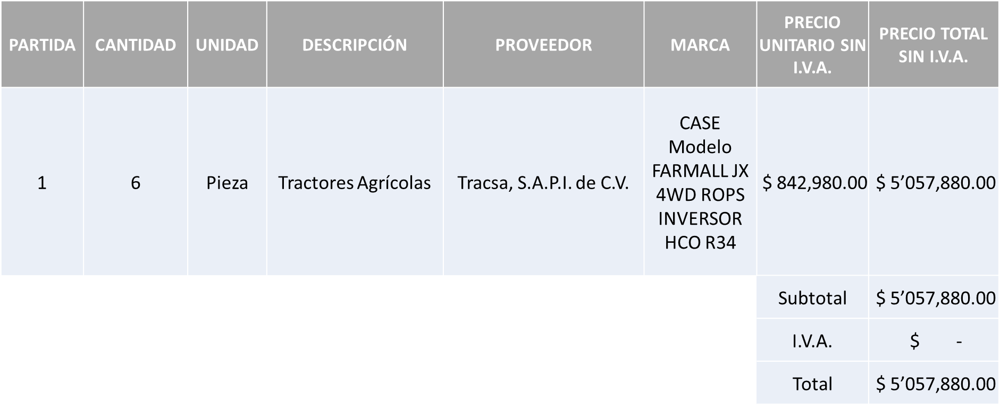 PARTIDA
CANTIDAD
UNIDAD
DESCRIPCIÓN
PROVEEDOR
MARCA
PRECIO
UNITARIO SIN
I.V.A.
PRECIO TOTAL
SIN I.V.A.
1
6
Pieza
Tractores Agrícolas
Tracsa, S.A.P.I. de C.V.
CASE
Modelo
FARMALL JX
4WD ROPS
INVERSOR
HCO R34
$ 842,980.00
$ 5’057,880.00
Subtotal
$ 5’057,880.00
I.V.A.
$ -
Total
$ 5’057,880.00